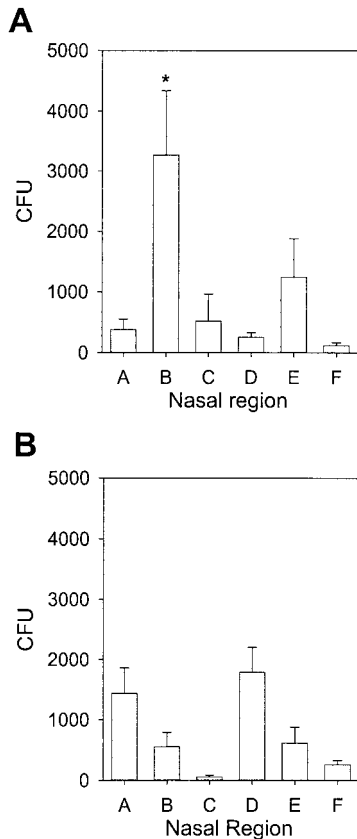 A
5000
4000
3000
2000
1000
0
CFU
*
A B C D E F
Nasal region
B
5000
4000
3000
2000
1000
0
CFU
A B C D E F
Nasal Region